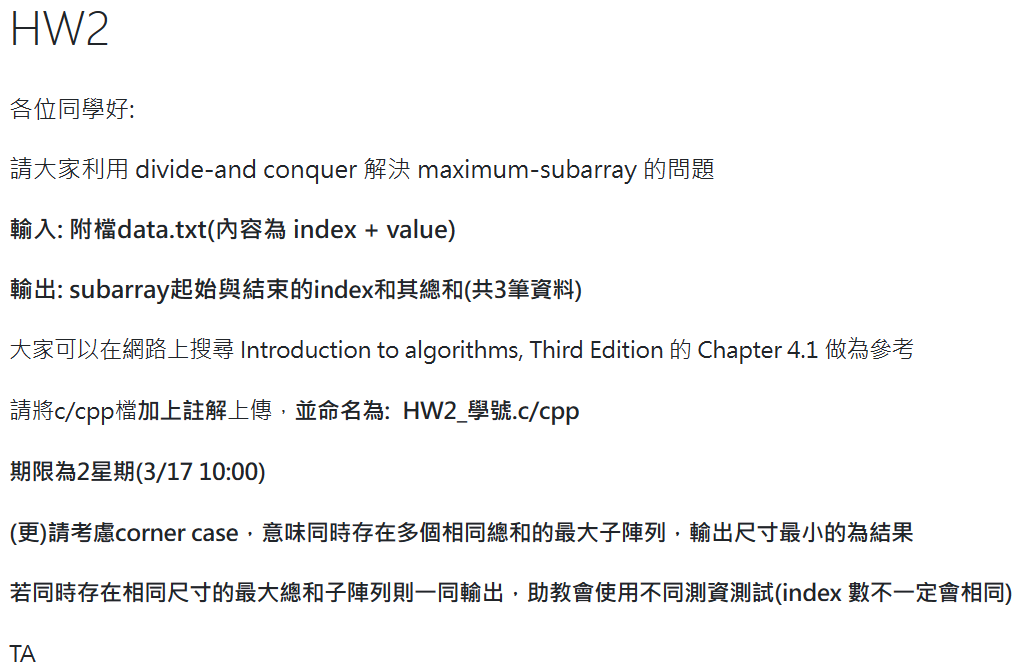 HW2
各位同學好:
請大家利用 divide-and conquer 解決 maximum-subarray 的問題
輸入: 附檔data.txt(內容為 index + value)
輸出: subarray起始與結束的index和其總和(共3筆資料)
大家可以在網路上搜尋 Introduction to algorithms, Third Edition 的 Chapter 4.1 做為參考
請將c/cpp檔加上註解上傳，並命名為: HW2_學號.c/cpp
期限為2星期(3/17 10:00)
(更)請考慮corner case，意味同時存在多個相同總和的最大子陣列，輸出尺寸最小的為結果
若同時存在相同尺寸的最大總和子陣列則一同輸出，助教會使用不同測資測試(index 數不一定會相同)
TA